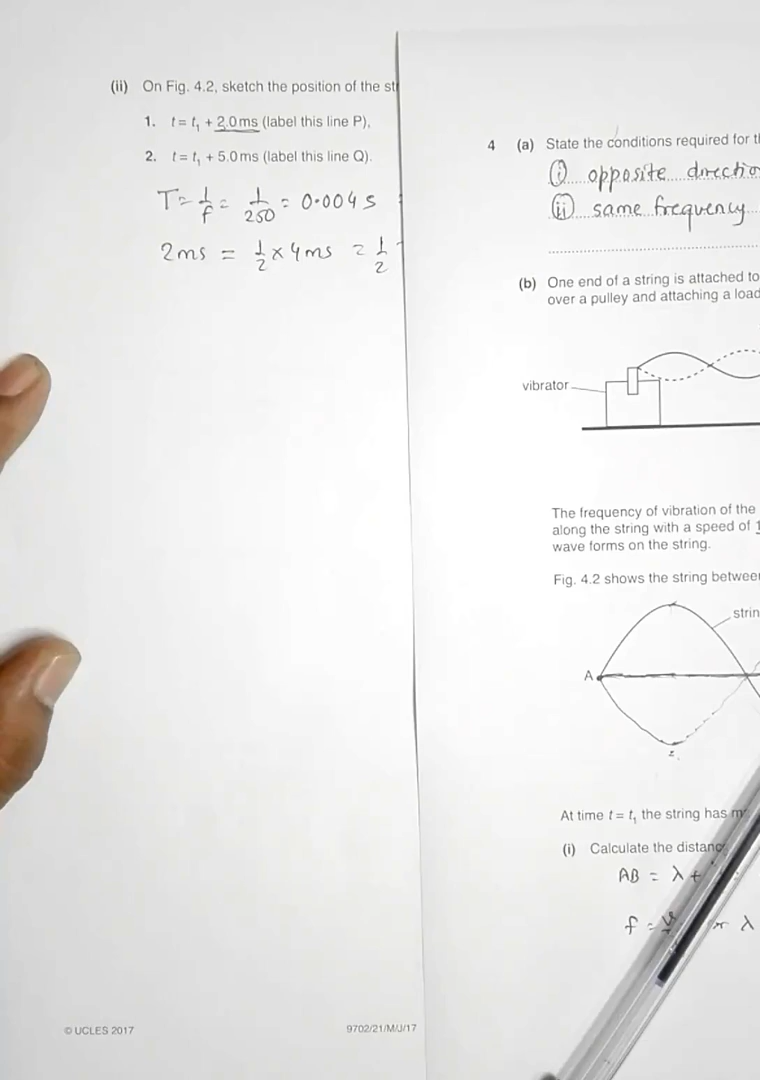 (ii) On Fig. 4.2, sketch the position of the
1. t = t₁ + 2.0 ms (label this line P),
2. t = t₁ + 5.0 ms (label this line Q).
T = 1/f = 1/250 = 0.004 s
2ms = 1/2 × 4ms = 1/2
© UCLES 2017
9702/21/M/J/17
4 (a) State the conditions required for
(i) opposite
(ii) same frequency
(b) One end of a string is attached to
over a pulley and attaching a load
vibrator
The frequency of vibration of the
along the string with a speed of
wave forms on the string.
Fig. 4.2 shows the string
A
At time t = t₁ the string has
(i) Calculate the
AB = λ +
f =
λ